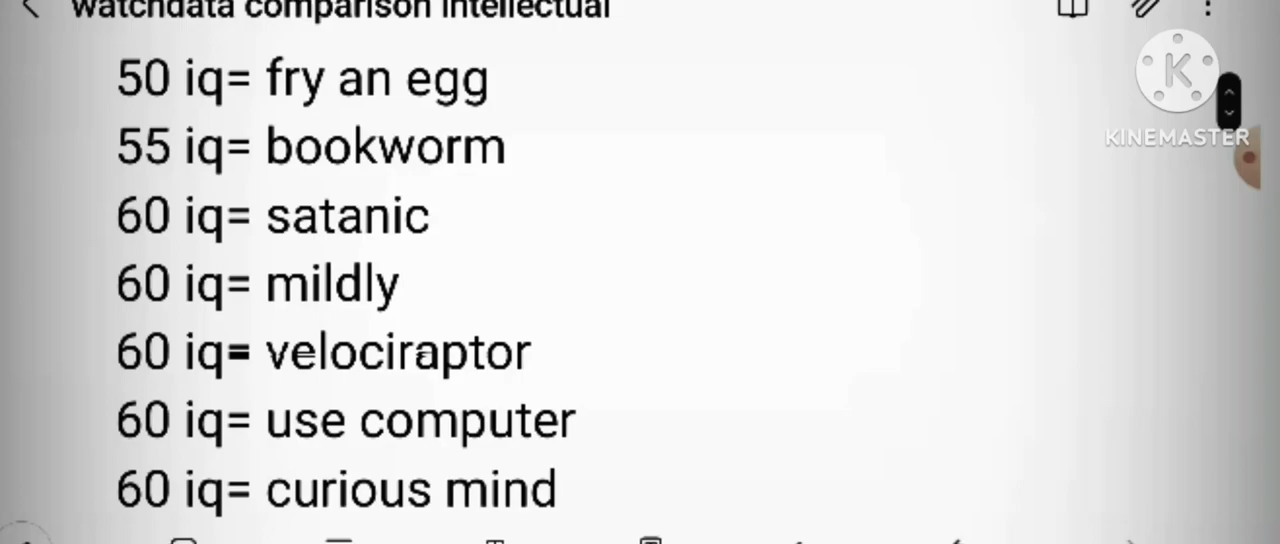 watchdata comparison intellectual
50 iq= fry an egg
55 iq= bookworm
60 iq= satanic
60 iq= mildly
60 iq= velociraptor
60 iq= use computer
60 iq= curious mind
K
KINEMASTER